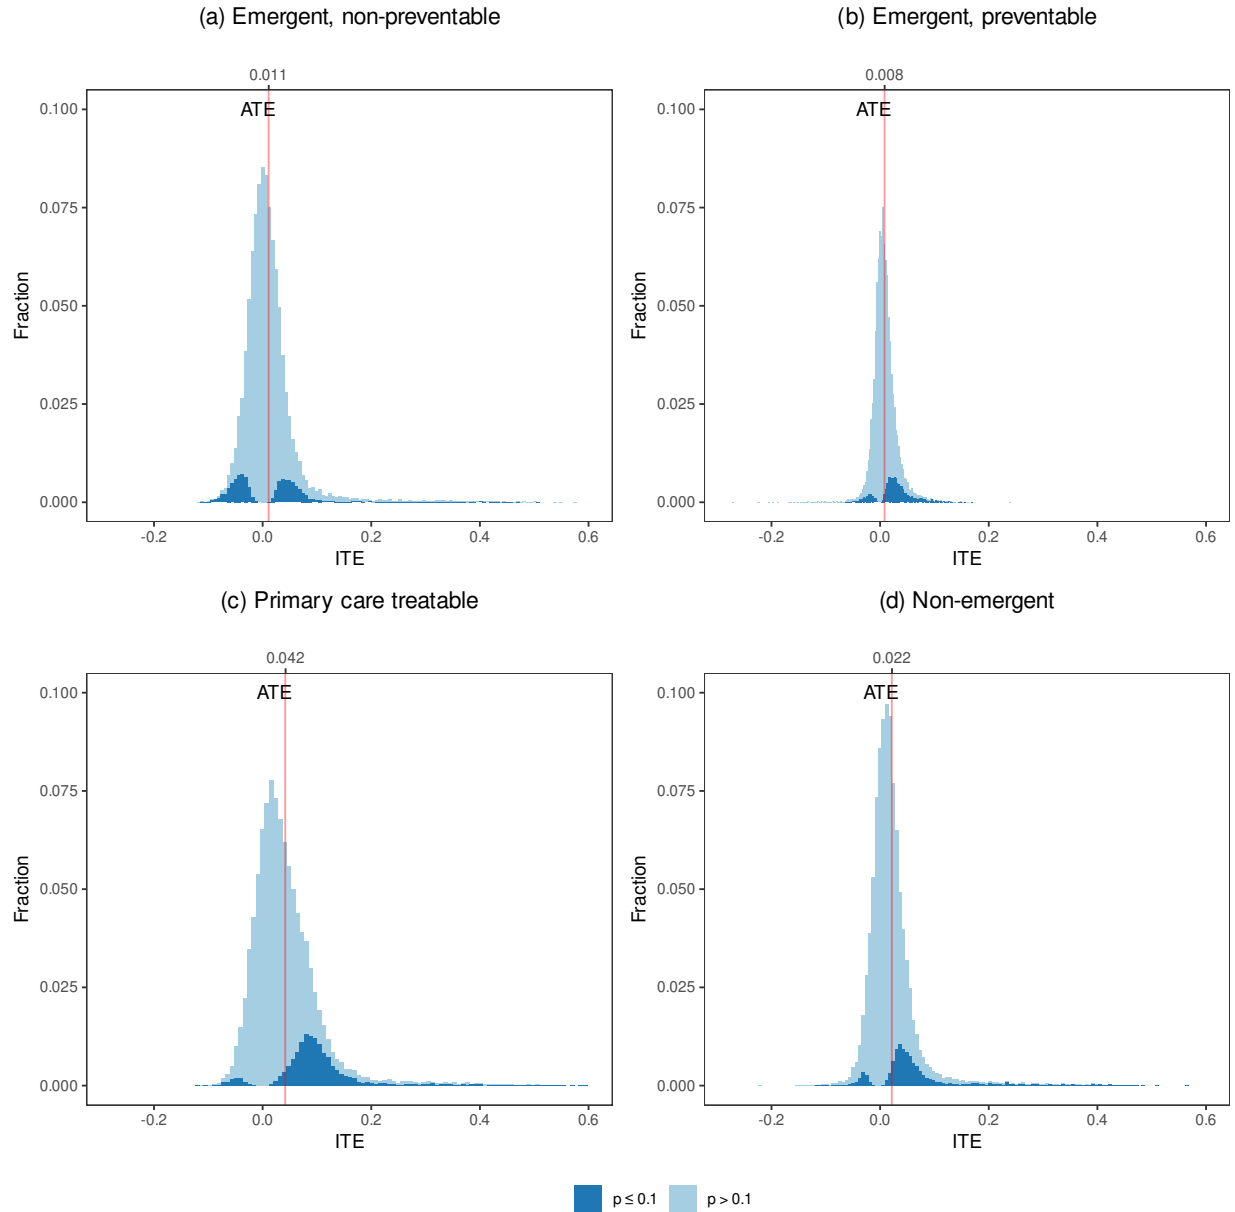 (a) Emergent, non-preventable
(b) Emergent, preventable
0.011
0.008
ATE
ATE
0.100
0.075
0.050
0.025
0.000
Fraction
-0.2 0.0 0.2 0.4 0.6
ITE
0.100
0.075
0.050
0.025
0.000
Fraction
-0.2 0.0 0.2 0.4 0.6
ITE
(c) Primary care treatable
(d) Non-emergent
0.042
0.022
ATE
ATE
0.100
0.075
0.050
0.025
0.000
Fraction
-0.2 0.0 0.2 0.4 0.6
ITE
0.100
0.075
0.050
0.025
0.000
Fraction
-0.2 0.0 0.2 0.4 0.6
ITE
p ≤ 0.1 p > 0.1